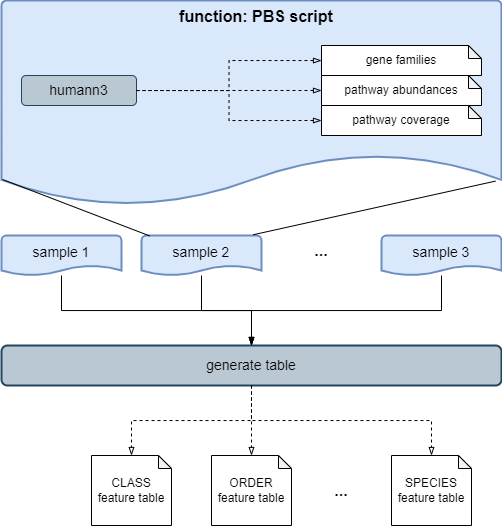 function: PBS script
gene families
humann3
pathway abundances
pathway coverage
sample 1
sample 2
...
sample 3
generate table
CLASS
feature table
ORDER
feature table
...
SPECIES
feature table